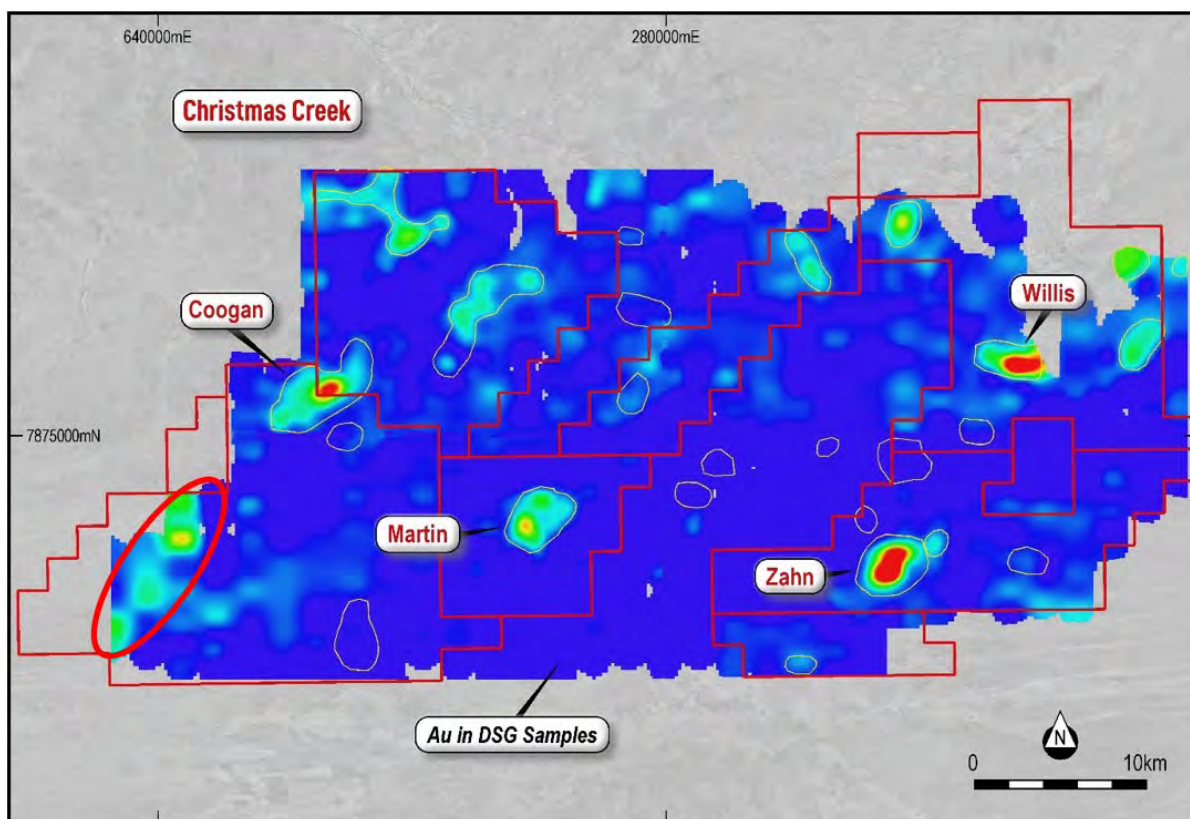 640000mE
280000mE
Christmas Creek
Willis
Coogan
7875000mN
Martin
Zahn
Au in DSG Samples
N
0
10km